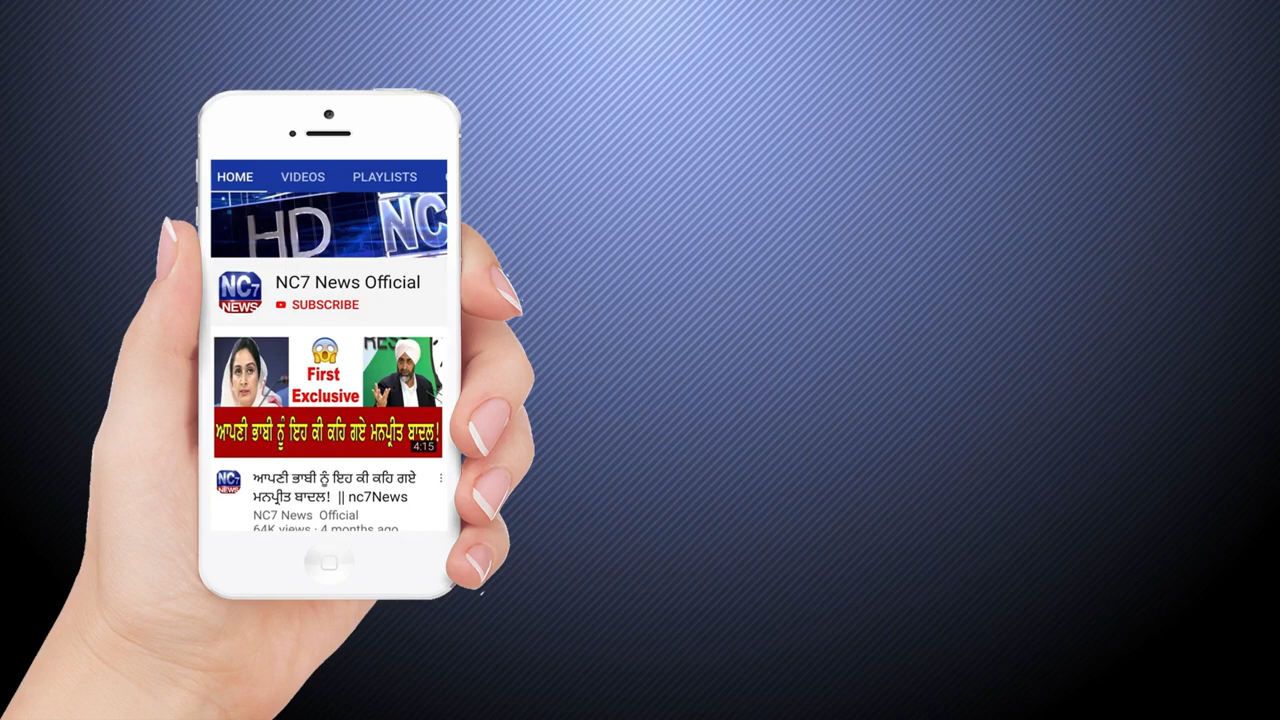 HOME VIDEOS PLAYLISTS
HD NC
NC7
NEWS
NC7 News Official
SUBSCRIBE
First
Exclusive
ਆਪਣੀ ਭਾਬੀ ਨੂੰ ਇਹ ਕੀ ਕਹਿ ਗਏ ਮਨਪ੍ਰੀਤ ਬਾਦਲ!
4:15
NC7
NEWS
ਆਪਣੀ ਭਾਬੀ ਨੂੰ ਇਹ ਕੀ ਕਹਿ ਗਏ
ਮਨਪ੍ਰੀਤ ਬਾਦਲ! || nc7News
NC7 News Official
64K views · 4 months ago